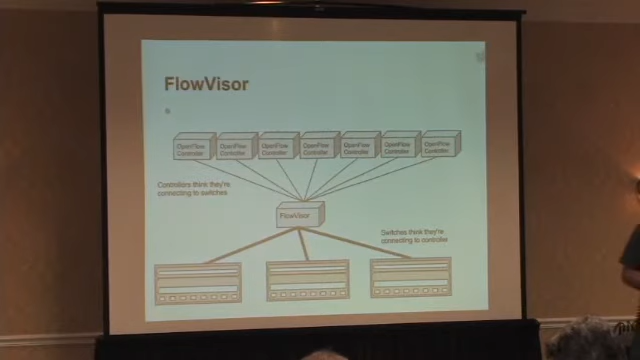 FlowVisor
OpenFlow
Controller
OpenFlow
Controller
OpenFlow
Controller
OpenFlow
Controller
OpenFlow
Controller
OpenFlow
Controller
OpenFlow
Controller
Controllers think they're
connecting to switches
FlowVisor
Switches think they're
connecting to controller